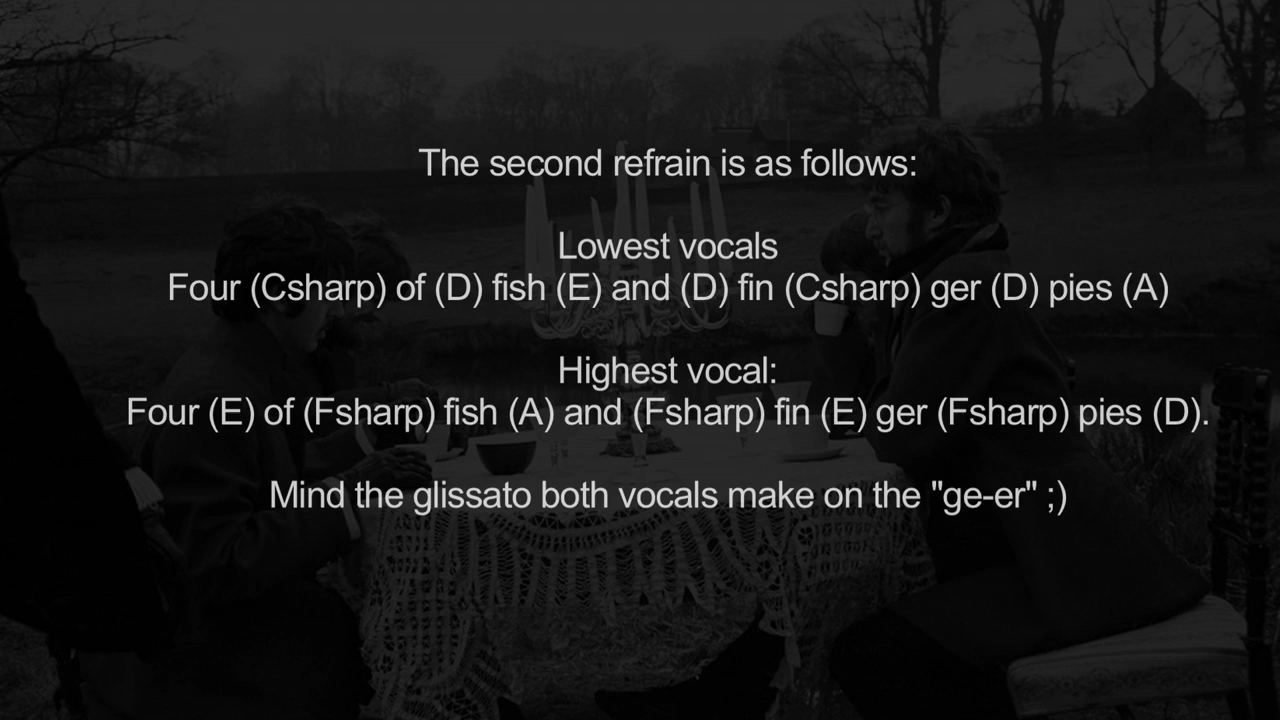 The second refrain is as follows:
Lowest vocals
Four (Csharp) of (D) fish (E) and (D) fin (Csharp) ger (D) pies (A)
Highest vocal:
Four (E) of (Fsharp) fish (A) and (Fsharp) fin (E) ger (Fsharp) pies (D).
Mind the glissato both vocals make on the "ge-er" ;)